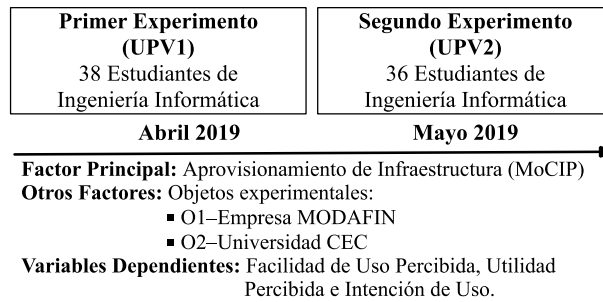 Primer Experimento
(UPV1)
38 Estudiantes de
Ingeniería Informática
Segundo Experimento
(UPV2)
36 Estudiantes de
Ingeniería Informática
Abril 2019
Mayo 2019
Factor Principal: Aprovisionamiento de Infraestructura (MoCIP)
Otros Factores: Objetos experimentales:
▪ O1–Empresa MODAFIN
▪ O2–Universidad CEC
Variables Dependientes: Facilidad de Uso Percibida, Utilidad
Percibida e Intención de Uso.